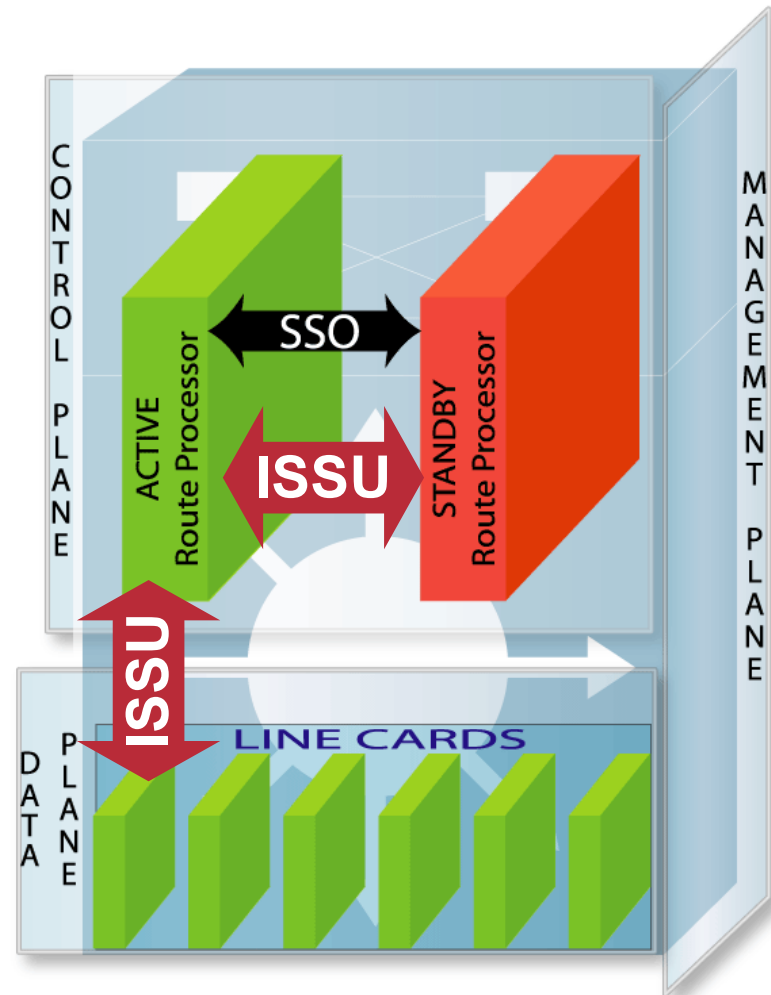 CONTROL PLANE
MANAGEMENT PLANE
SSO
ACTIVE
Route Processor
ISSU
STANDBY
Route Processor
ISSU
DATA
PLANE
LINE CARDS